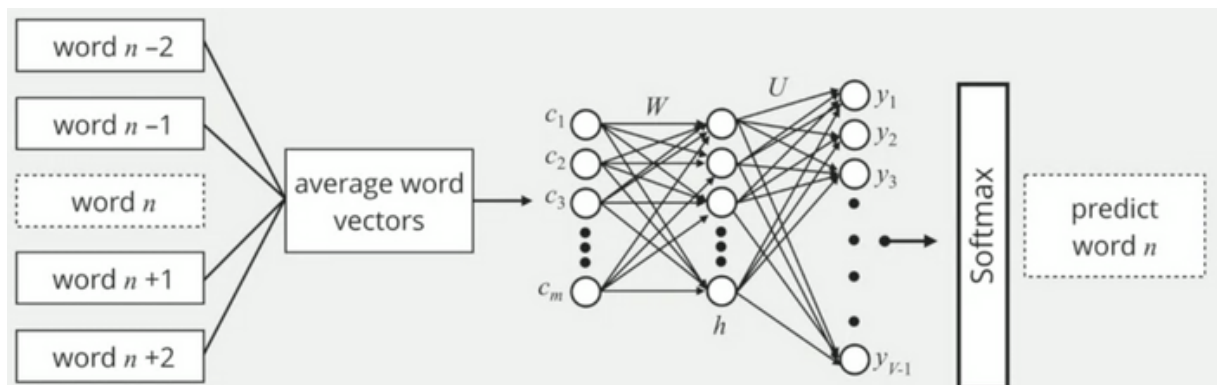 word n –2
word n –1
word n
word n +1
word n +2
average word
vectors
c1
c2
c3
cm
W
h
U
y1
y2
y3
yV-1
Softmax
predict
word n